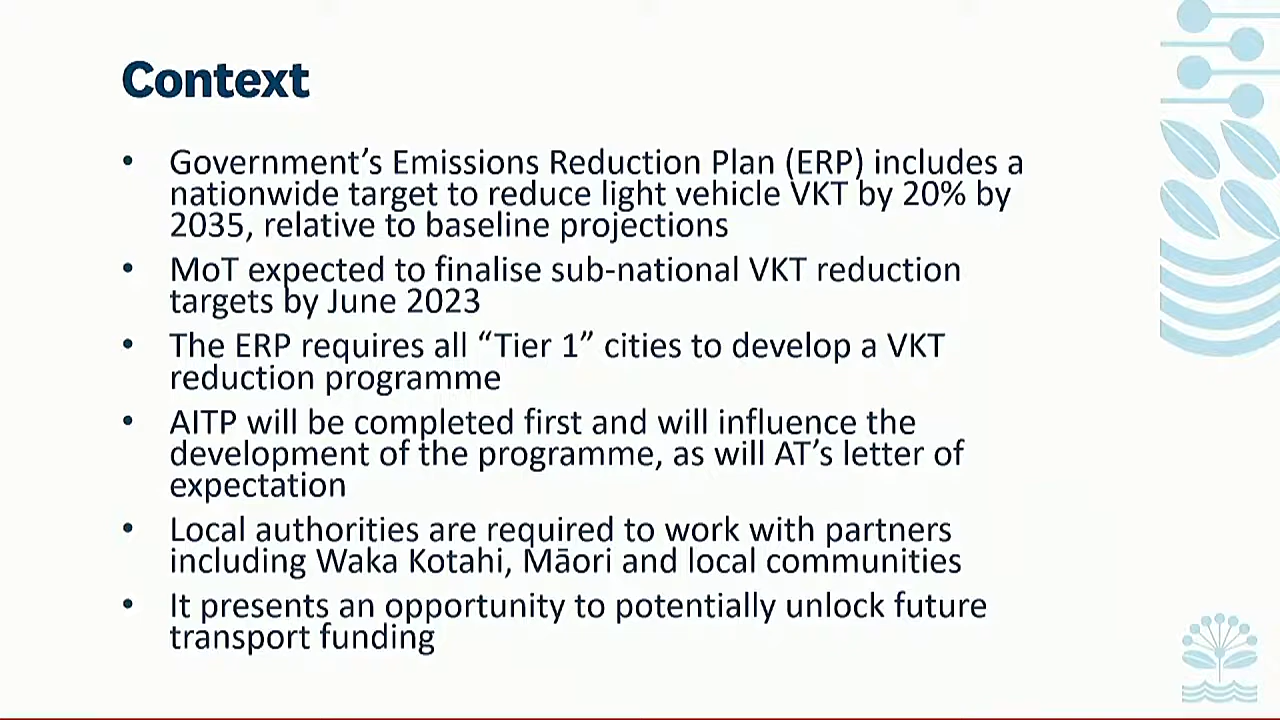 Context
• Government’s Emissions Reduction Plan (ERP) includes a
nationwide target to reduce light vehicle VKT by 20% by
2035, relative to baseline projections
• MoT expected to finalise sub-national VKT reduction
targets by June 2023
• The ERP requires all “Tier 1” cities to develop a VKT
reduction programme
• AITP will be completed first and will influence the
development of the programme, as will AT’s letter of
expectation
• Local authorities are required to work with partners
including Waka Kotahi, Māori and local communities
• It presents an opportunity to potentially unlock future
transport funding